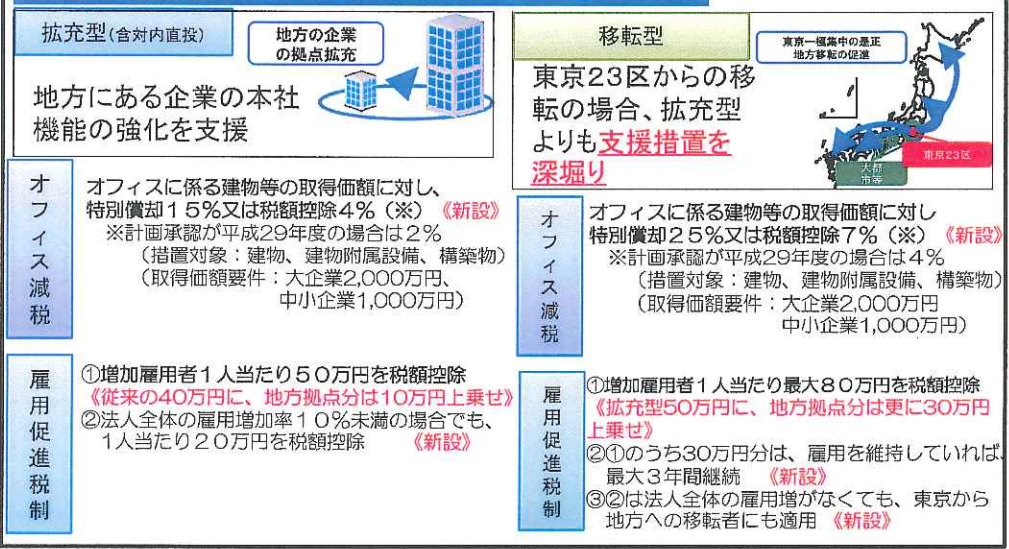 拡充型(含対内直投)
地方の企業
の拠点拡充
地方にある企業の本社
機能の強化を支援
オフィス減税
オフィスに係る建物等の取得価額に対し、
特別償却15％又は税額控除4％（※）《新設》
※計画承認が平成29年度の場合は2％
（措置対象：建物、建物附属設備、構築物）
（取得価額要件：大企業2,000万円、
中小企業1,000万円）
雇用促進税制
①増加雇用者1人当たり50万円を税額控除
《従来の40万円に、地方拠点分は10万円上乗せ》
②法人全体の雇用増加率10％未満の場合でも、
1人当たり20万円を税額控除　《新設》
移転型
東京一極集中の是正
地方移転の促進
東京23区からの移
転の場合、拡充型
よりも支援措置を
深堀り
東京23区
大都
市等
オフィス減税
オフィスに係る建物等の取得価額に対し
特別償却25％又は税額控除7％（※）《新設》
※計画承認が平成29年度の場合は4％
（措置対象：建物、建物附属設備、構築物）
（取得価額要件：大企業2,000万円
中小企業1,000万円）
雇用促進税制
①増加雇用者1人当たり最大80万円を税額控除
《拡充型50万円に、地方拠点分は更に30万円
上乗せ》
②①のうち30万円分は、雇用を維持していれば、
最大3年間継続　《新設》
③②は法人全体の雇用増がなくても、東京から
地方への移転者にも適用《新設》